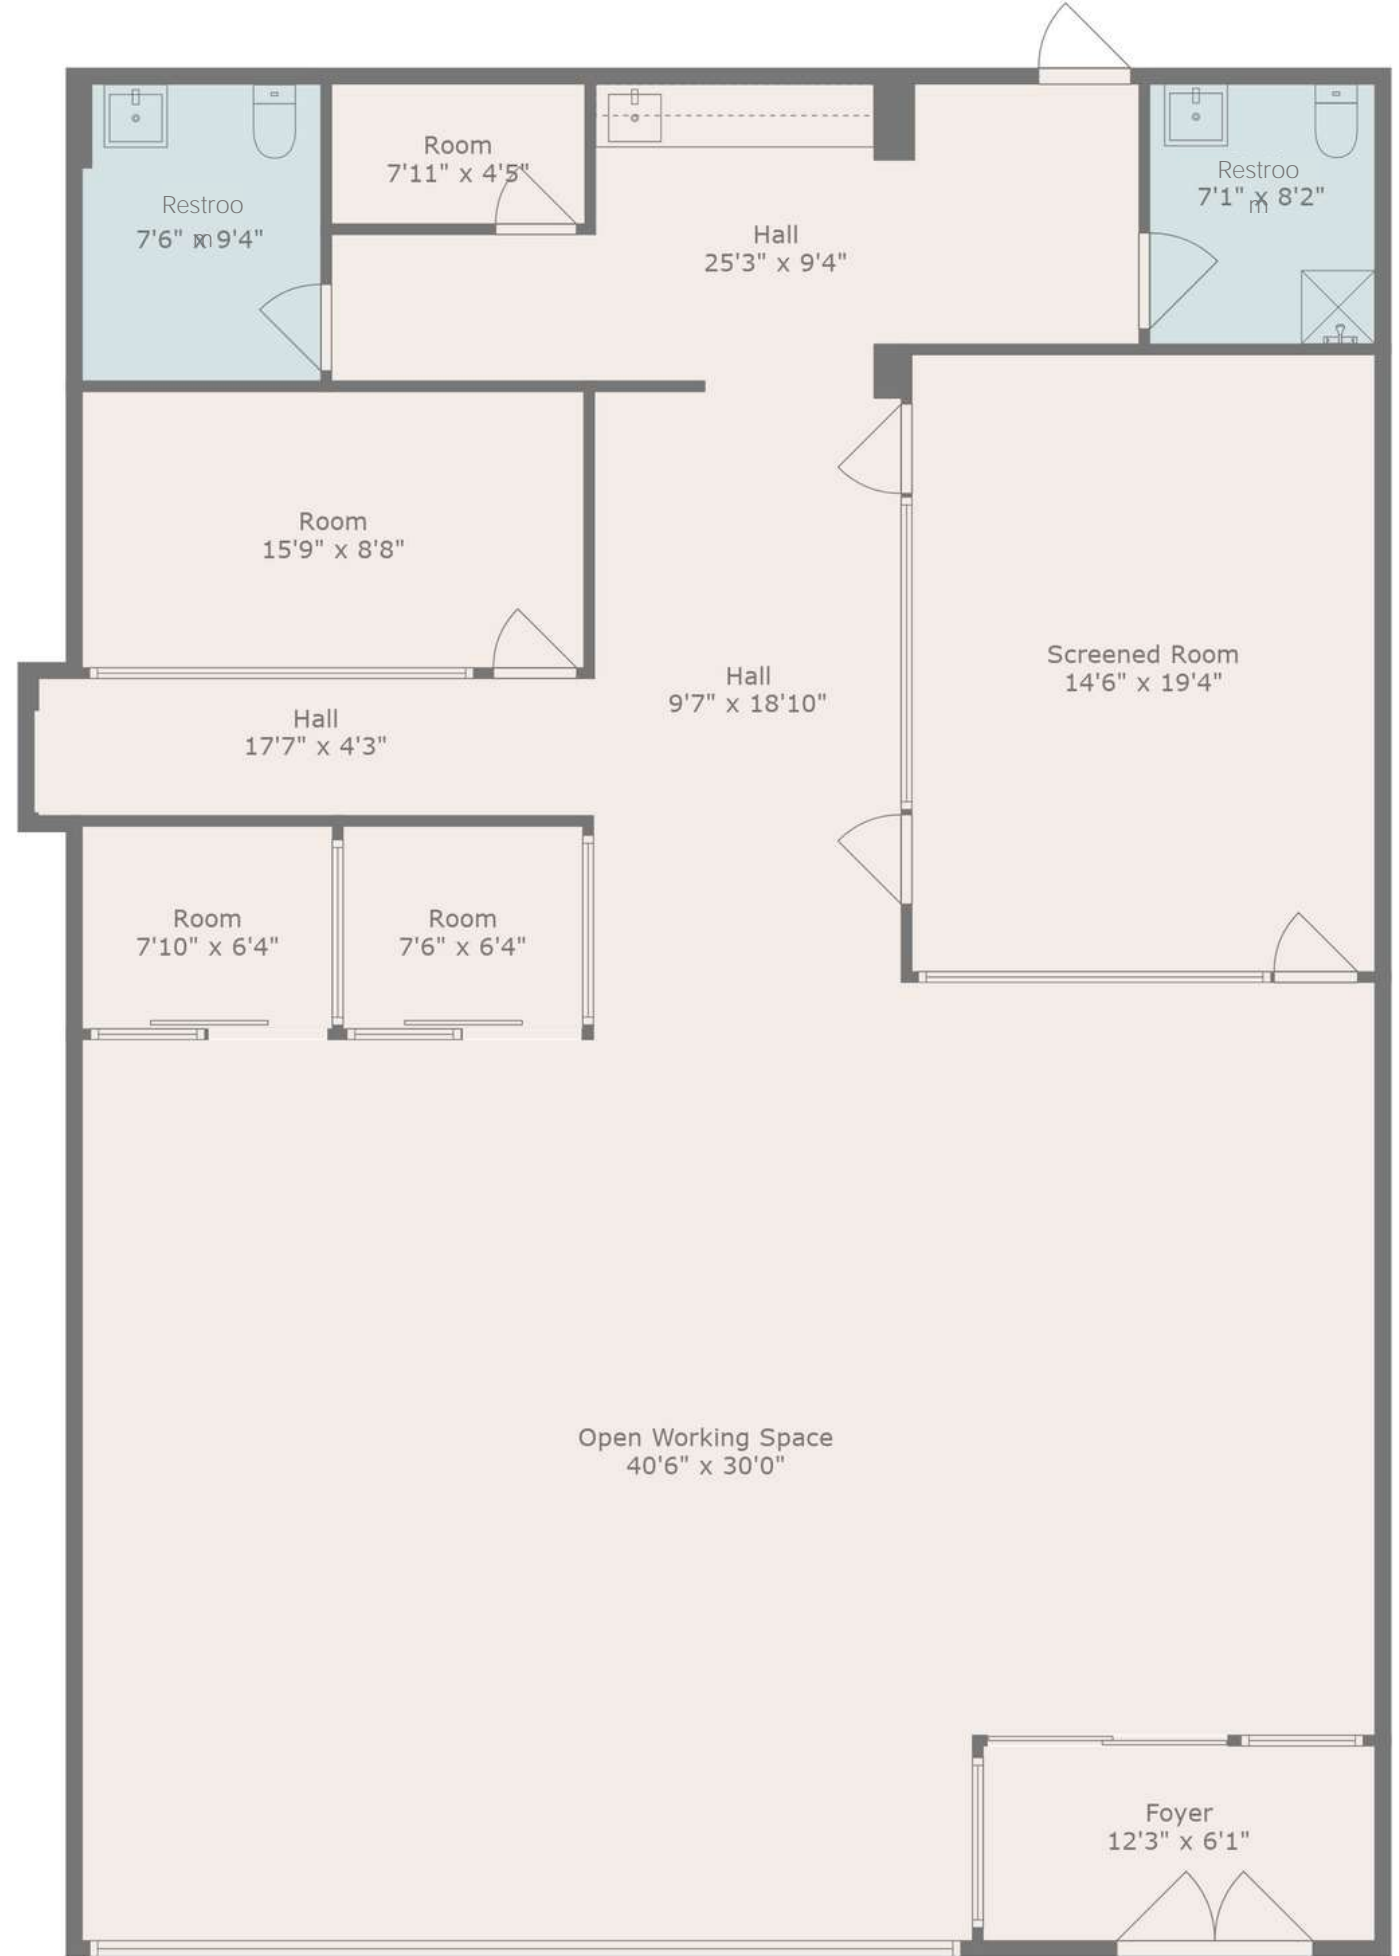 Room
7'11" x 4'5"
Restroo
m
7'6" x 9'4"
Restroo
m
7'1" x 8'2"
Hall
25'3" x 9'4"
Room
15'9" x 8'8"
Screened Room
14'6" x 19'4"
Hall
9'7" x 18'10"
Hall
17'7" x 4'3"
Room
7'10" x 6'4"
Room
7'6" x 6'4"
Open Working Space
40'6" x 30'0"
Foyer
12'3" x 6'1"